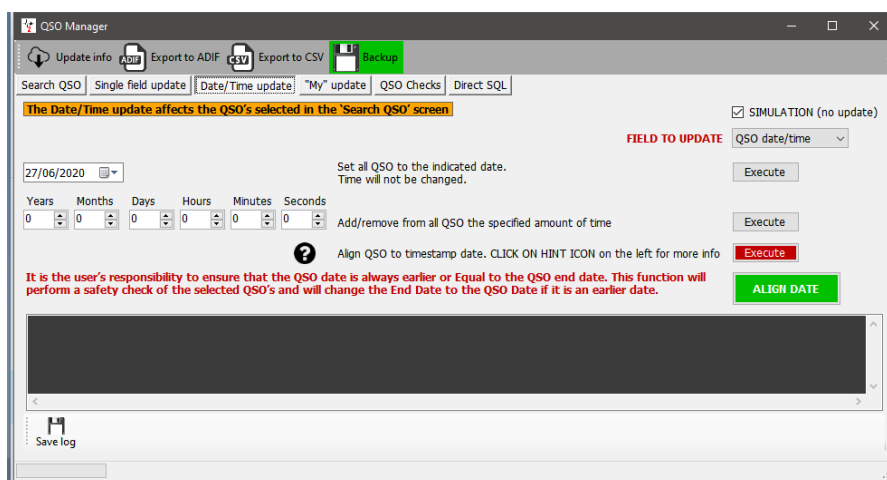 QSO Manager
Update info ADIF Export to ADIF CSV Export to CSV Backup
Search QSO Single field update Date/Time update "My" update QSO Checks Direct SQL
The Date/Time update affects the QSO's selected in the 'Search QSO' screen
SIMULATION (no update)
FIELD TO UPDATE QSO date/time
27/06/2020
Set all QSO to the indicated date.
Time will not be changed.
Execute
Years Months Days Hours Minutes Seconds
0 0 0 0 0 0
Add/remove from all QSO the specified amount of time
Execute
? Align QSO to timestamp date. CLICK ON HINT ICON on the left for more info
Execute
It is the user's responsibility to ensure that the QSO date is always earlier or Equal to the QSO end date. This function will
perform a safety check of the selected QSO's and will change the End Date to the QSO Date if it is an earlier date.
ALIGN DATE
Save log